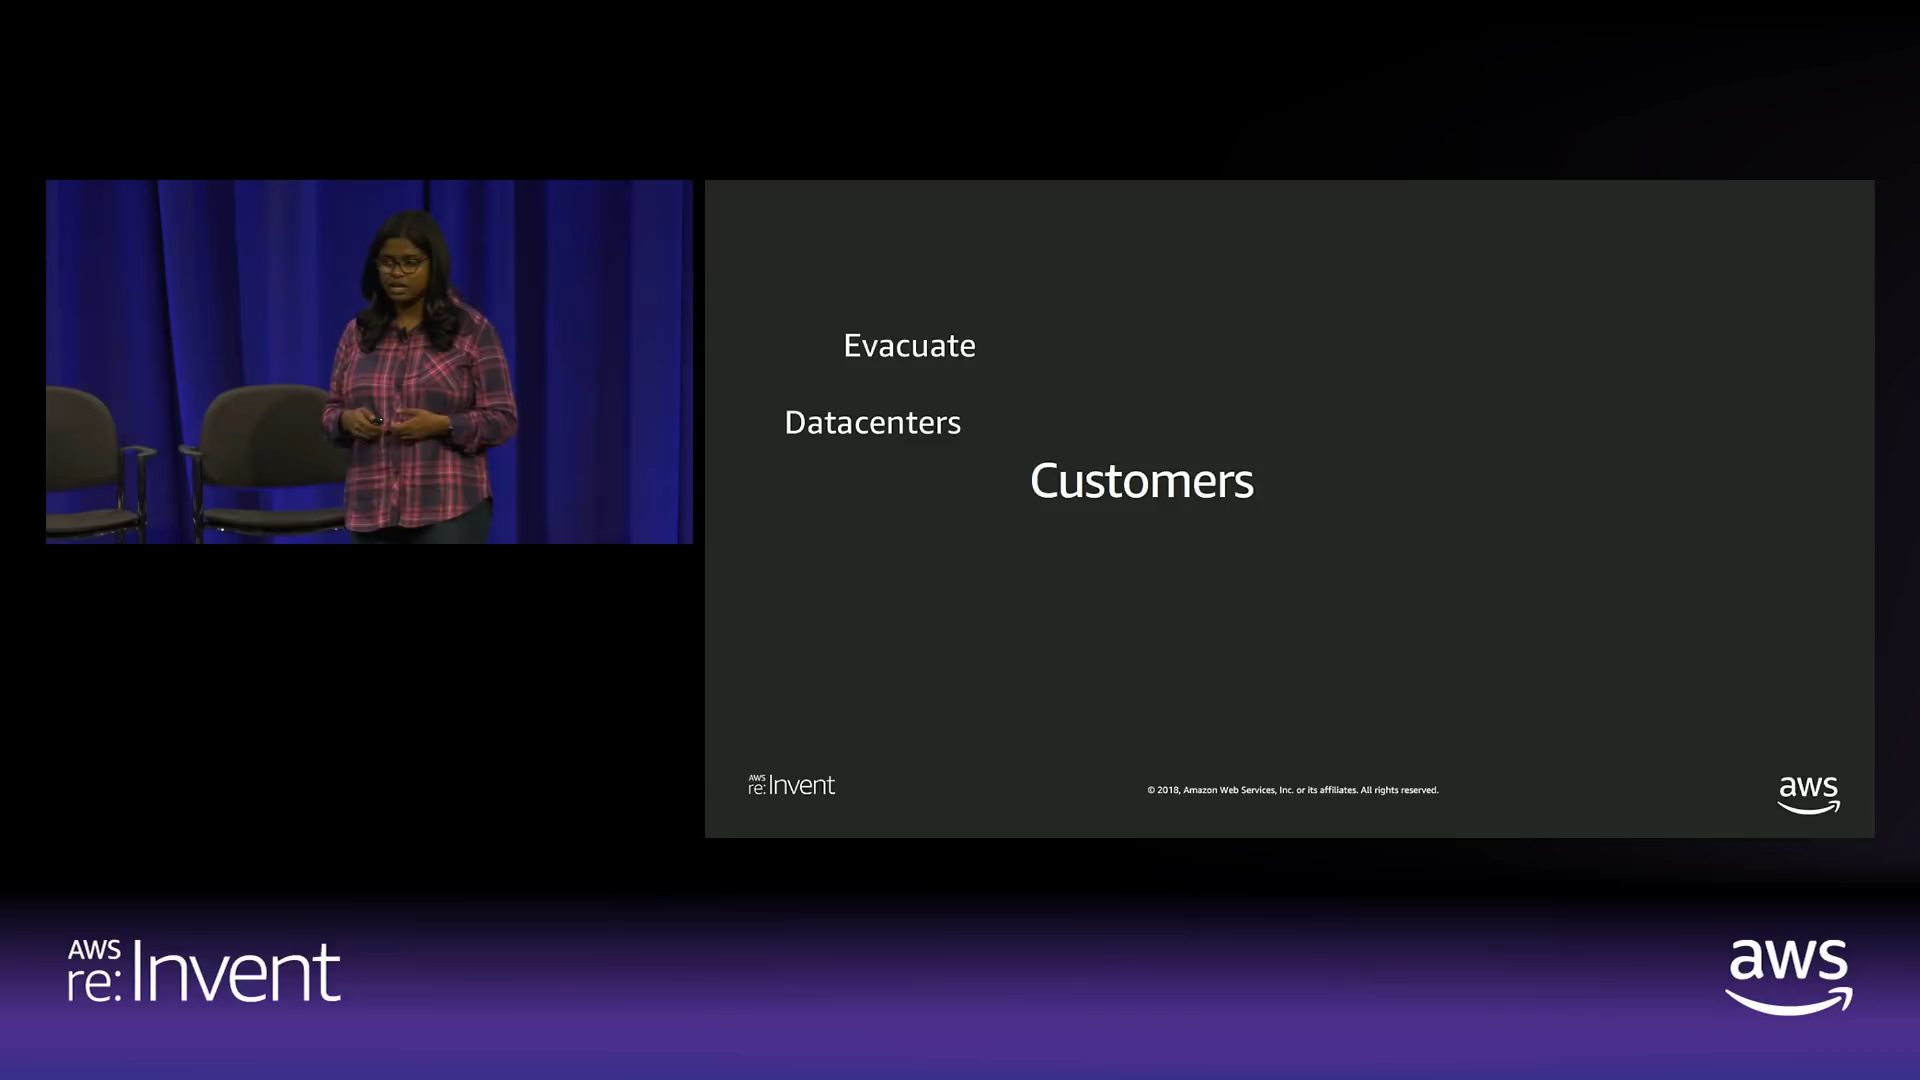 Evacuate
Datacenters
Customers
AWS
re:Invent
© 2018, Amazon Web Services, Inc. or its affiliates. All rights reserved.
aws
AWS
re:Invent
aws